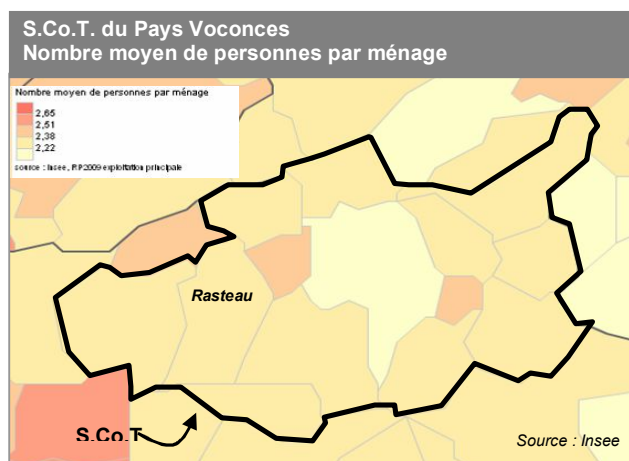 S.Co.T. du Pays Voconces
Nombre moyen de personnes par ménage
Nombre moyen de personnes par ménage
2,65
2,51
2,38
2,22
source : Insee, RP2009 exploitation principale
Rasteau
S.Co.T
Source : Insee